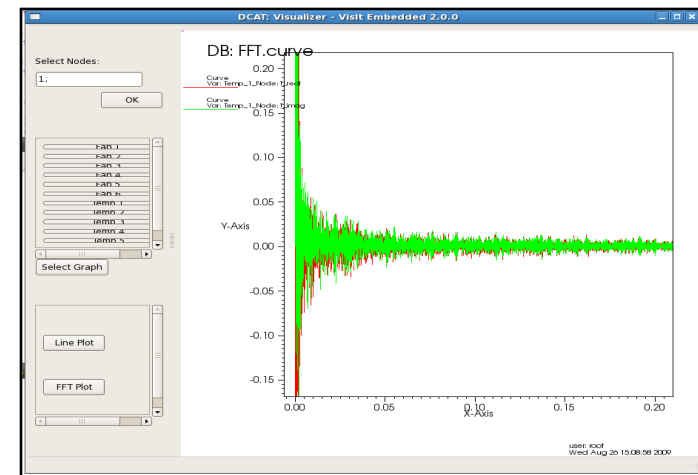 DCAT: Visualizer - VisIt Embedded 2.0.0
Select Nodes:
1;
OK
Fan 1
Fan 2
Fan 3
Fan 4
Fan 5
Fan 6
Temp 1
Temp 2
Temp 3
Temp 4
Temp 5
Select Graph
Line Plot
FFT Plot
DB: FFT.curve
Curve
Var: Temp_1_Node:1_real
Curve
Var: Temp_1_Node:1_imag
0.20
0.15
0.10
0.05
Y-Axis
0.00
-0.05
-0.10
-0.15
0.00 0.05 0.10 0.15 0.20
X-Axis
user: root
Wed Aug 26 15:08:58 2009